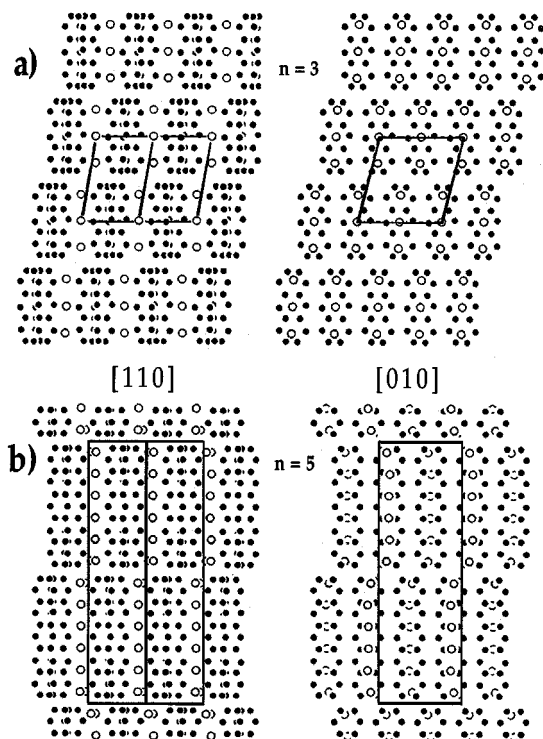 a)
n = 3
[110] [010]
b)
n = 5